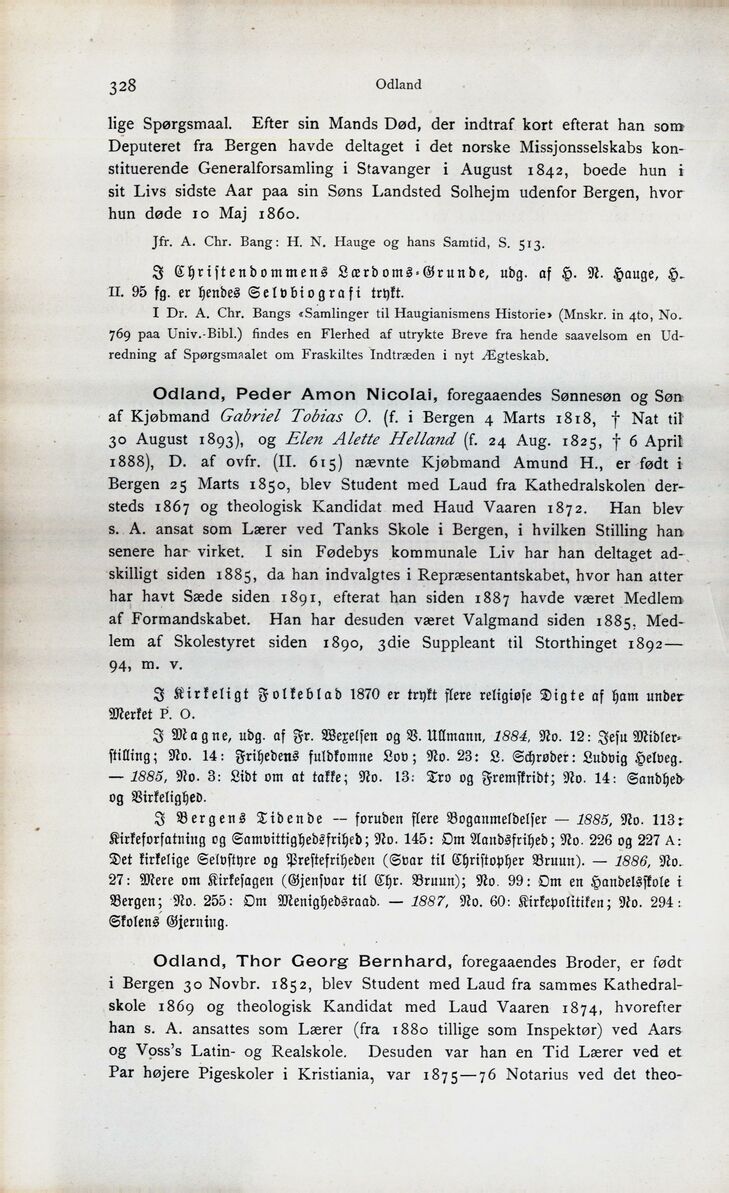 328
Odland
lige Spørgsmaal. Efter sin Mands Død, der indtraf kort efterat han som
Deputeret fra Bergen havde deltaget i det norske Missjonsselskabs kon-
stituerende Generalforsamling i Stavanger i August 1842, boede hun i
sit Livs sidste Aar paa sin Søns Landsted Solhejm udenfor Bergen, hvor
hun døde 10 Maj 1860.
Jfr. A. Chr. Bang: H. N. Hauge og hans Samtid, S. 513.
I Christendommens Lærdoms-Grunde, udg. af H. N. Hauge, H.
II. 95 fg. er hendes Selvbiografi trykt.
I Dr. A. Chr. Bangs «Samlinger til Haugianismens Historie» (Mnskr. in 4to, No.
769 paa Univ.-Bibl.) findes en Flerhed af utrykte Breve fra hende saavelsom en Ud-
redning af Spørgsmaalet om Fraskiltes Indtræden i nyt Ægteskab.
Odland, Peder Amon Nicolai, foregaaendes Sønnesøn og Søn
af Kjøbmand Gabriel Tobias O. (f. i Bergen 4 Marts 1818, † Nat til
30 August 1893), og Elen Alette Helland (f. 24 Aug. 1825, † 6 April
1888), D. af ovfr. (II. 615) nævnte Kjøbmand Amund H., er født i
Bergen 25 Marts 1850, blev Student med Laud fra Kathedralskolen der-
steds 1867 og theologisk Kandidat med Haud Vaaren 1872. Han blev
s. A. ansat som Lærer ved Tanks Skole i Bergen, i hvilken Stilling han
senere har virket. I sin Fødebys kommunale Liv har han deltaget ad-
skilligt siden 1885, da han indvalgtes i Repræsentantskabet, hvor han atter
har havt Sæde siden 1891, efterat han siden 1887 havde været Medlem
af Formandskabet. Han har desuden været Valgmand siden 1885, Med-
lem af Skolestyret siden 1890, 3die Suppleant til Storthinget 1892—
94, m. v.
I Kirkeligt Folkeblad 1870 er trykt flere religiøse Digte af ham under
Merket P. O.
I Magne, udg. af Fr. Wexelsen og V. Ullmann, 1884, No. 12: Jesu Midler-
stilling; No. 14: Frihedens fuldkomne Lov; No. 23: L. Schrøder: Ludvig Helveg.
— 1885, No. 3: Lidt om at takke; No. 13: Tro og Fremskridt; No. 14: Sandhed
og Virkelighed.
I Bergens Tidende — foruden flere Boganmeldelser — 1885, No. 113:
Kirkeforfatning og Samvittighedsfrihed; No. 145: Om Aandsfrihed; No. 226 og 227 A:
Det kirkelige Selvstyre og Præstefriheden (Svar til Christopher Bruun). — 1886, No.
27: Mere om Kirkesagen (Gjensvar til Chr. Bruun); No. 99: Om en Handelsskole i
Bergen; No. 255: Om Menighedsraad. — 1887, No. 60: Kirkepolitiken; No. 294:
Skolens Gjerning.
Odland, Thor Georg Bernhard, foregaaendes Broder, er født
i Bergen 30 Novbr. 1852, blev Student med Laud fra sammes Kathedral-
skole 1869 og theologisk Kandidat med Laud Vaaren 1874, hvorefter
han s. A. ansattes som Lærer (fra 1880 tillige som Inspektør) ved Aars
og Voss's Latin- og Realskole. Desuden var han en Tid Lærer ved et
Par højere Pigeskoler i Kristiania, var 1875—76 Notarius ved det theo-